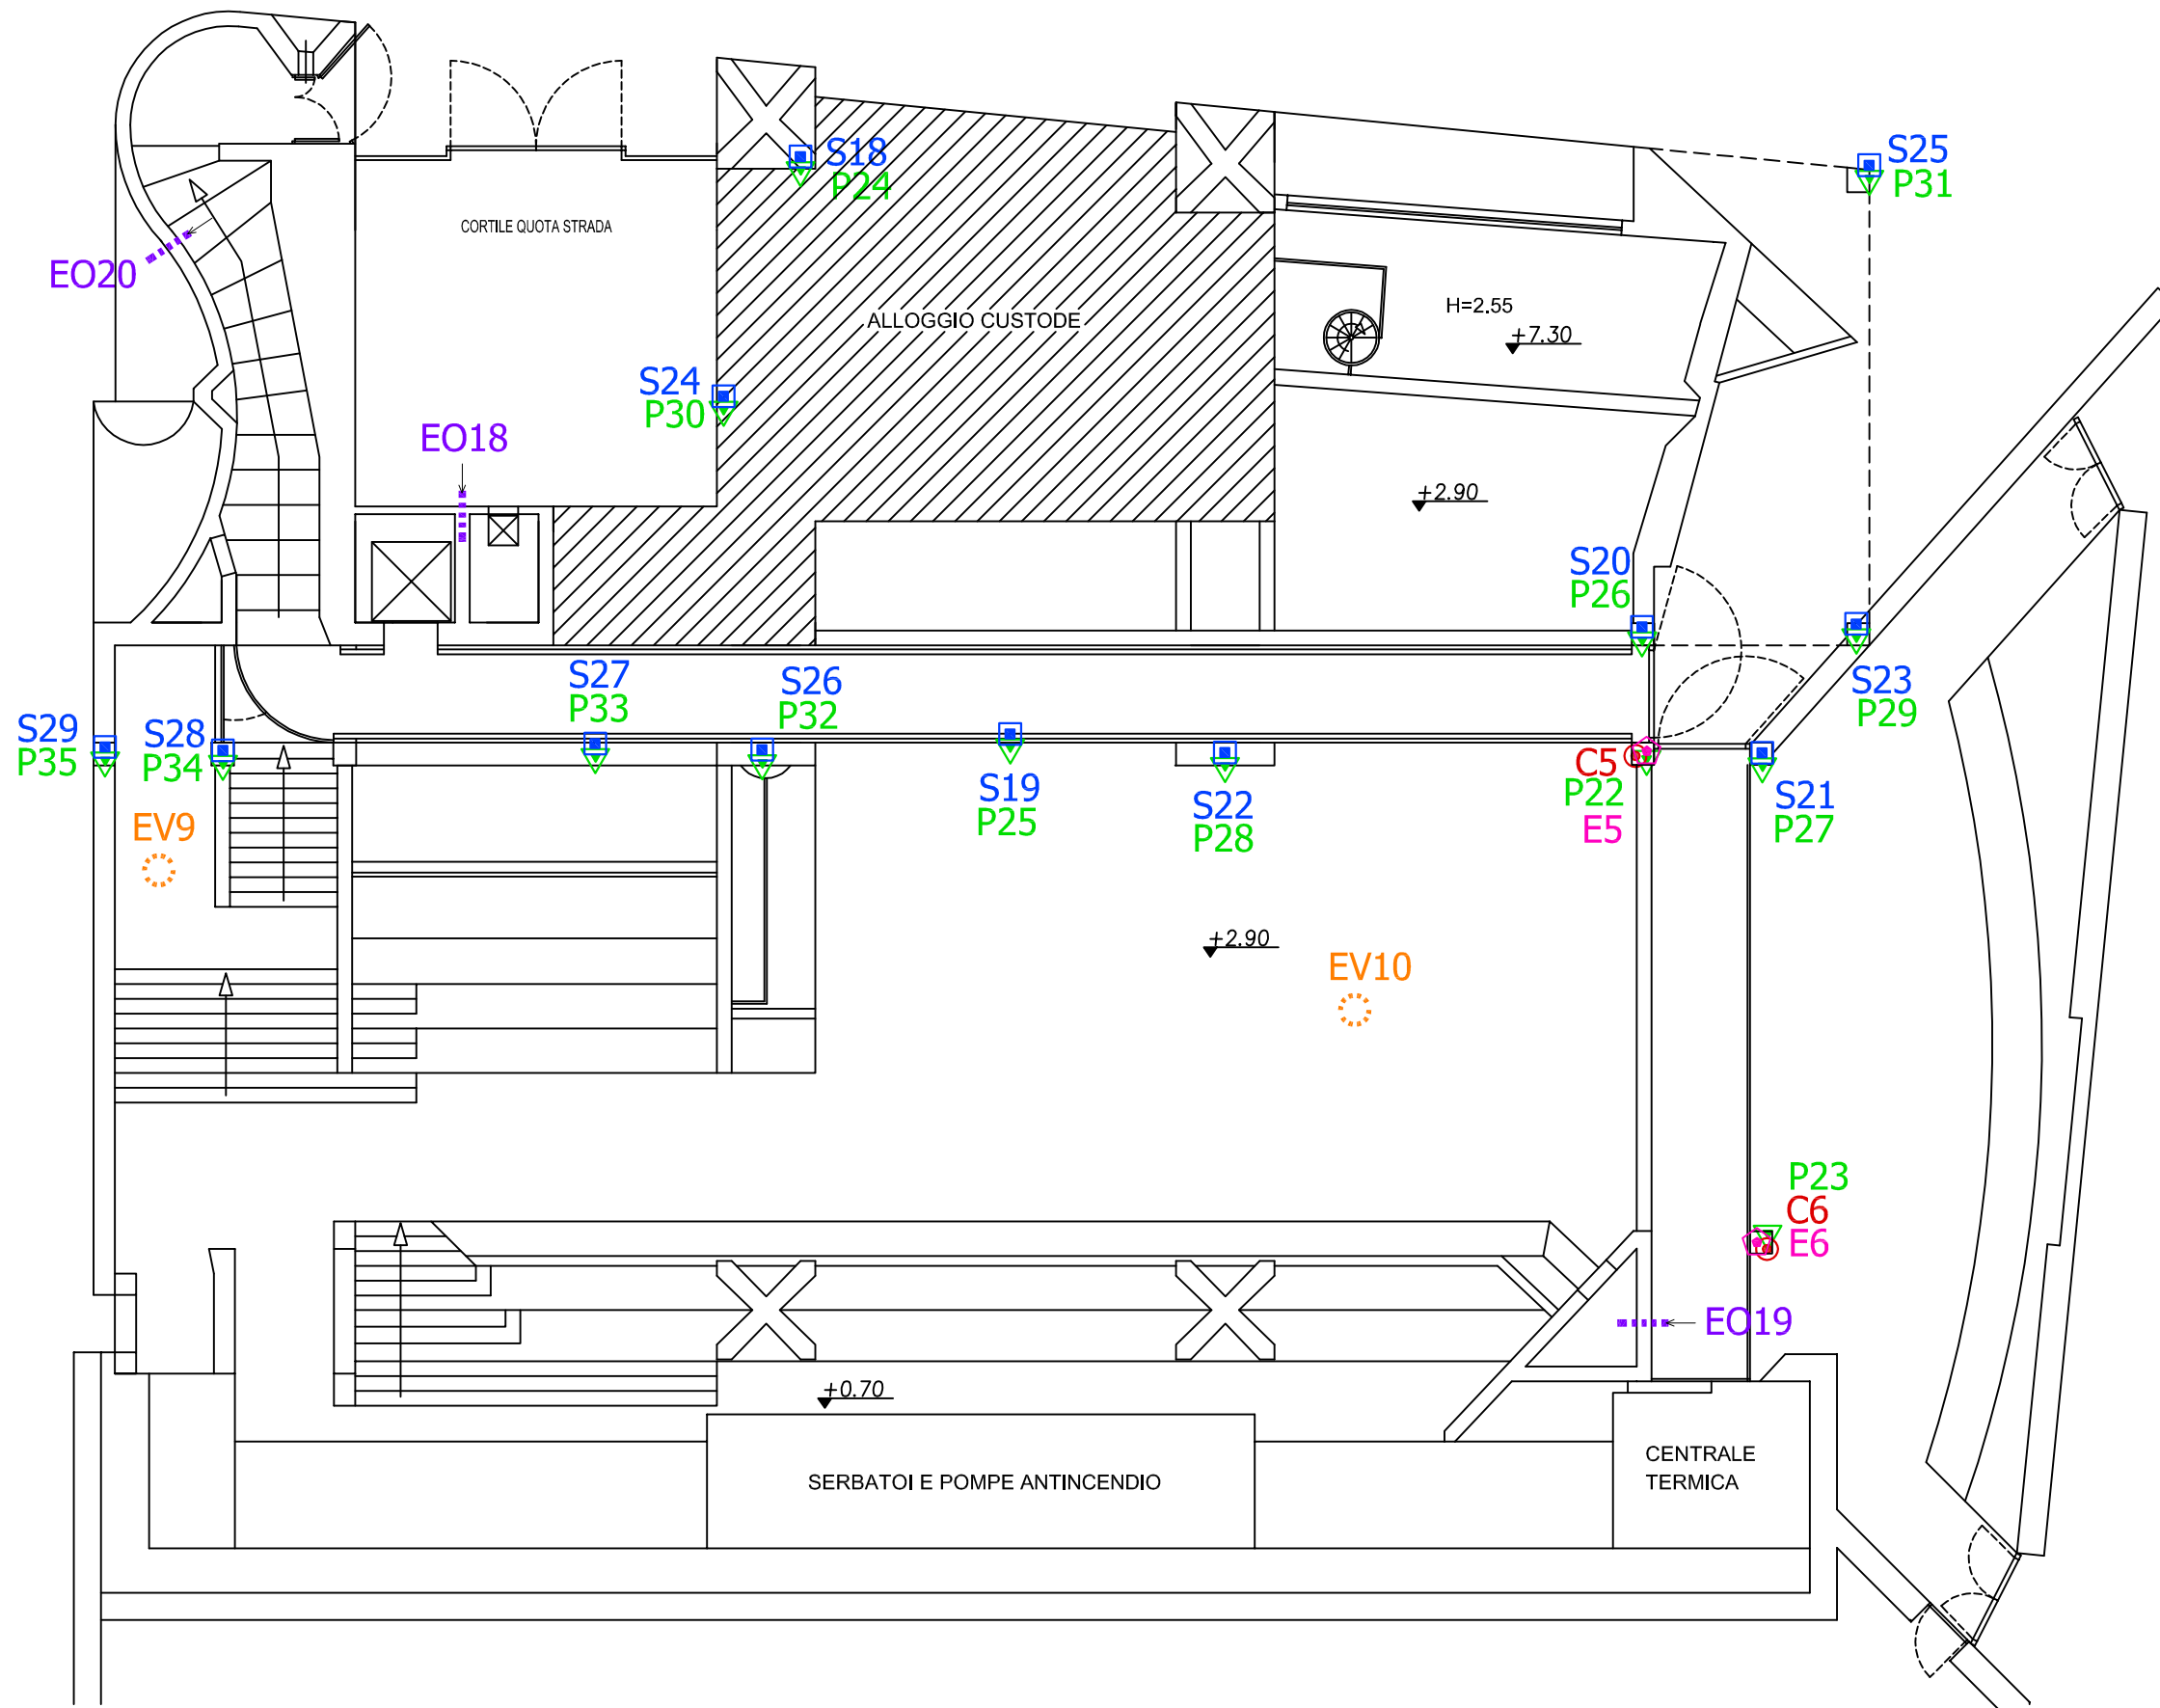 S18
P24
S25
P31
CORTILE QUOTA STRADA
EO20
ALLOGGIO CUSTODE
H=2.55
+7.30
S24
P30
EO18
+2.90
S20
P26
S27
P33
S26
P32
S23
P29
S29
P35
S28
P34
S19
P25
S22
P28
C5
P22
E5
S21
P27
EV9
+2.90
EV10
P23
C6
E6
EO19
+0.70
SERBATOI E POMPE ANTINCENDIO
CENTRALE
TERMICA